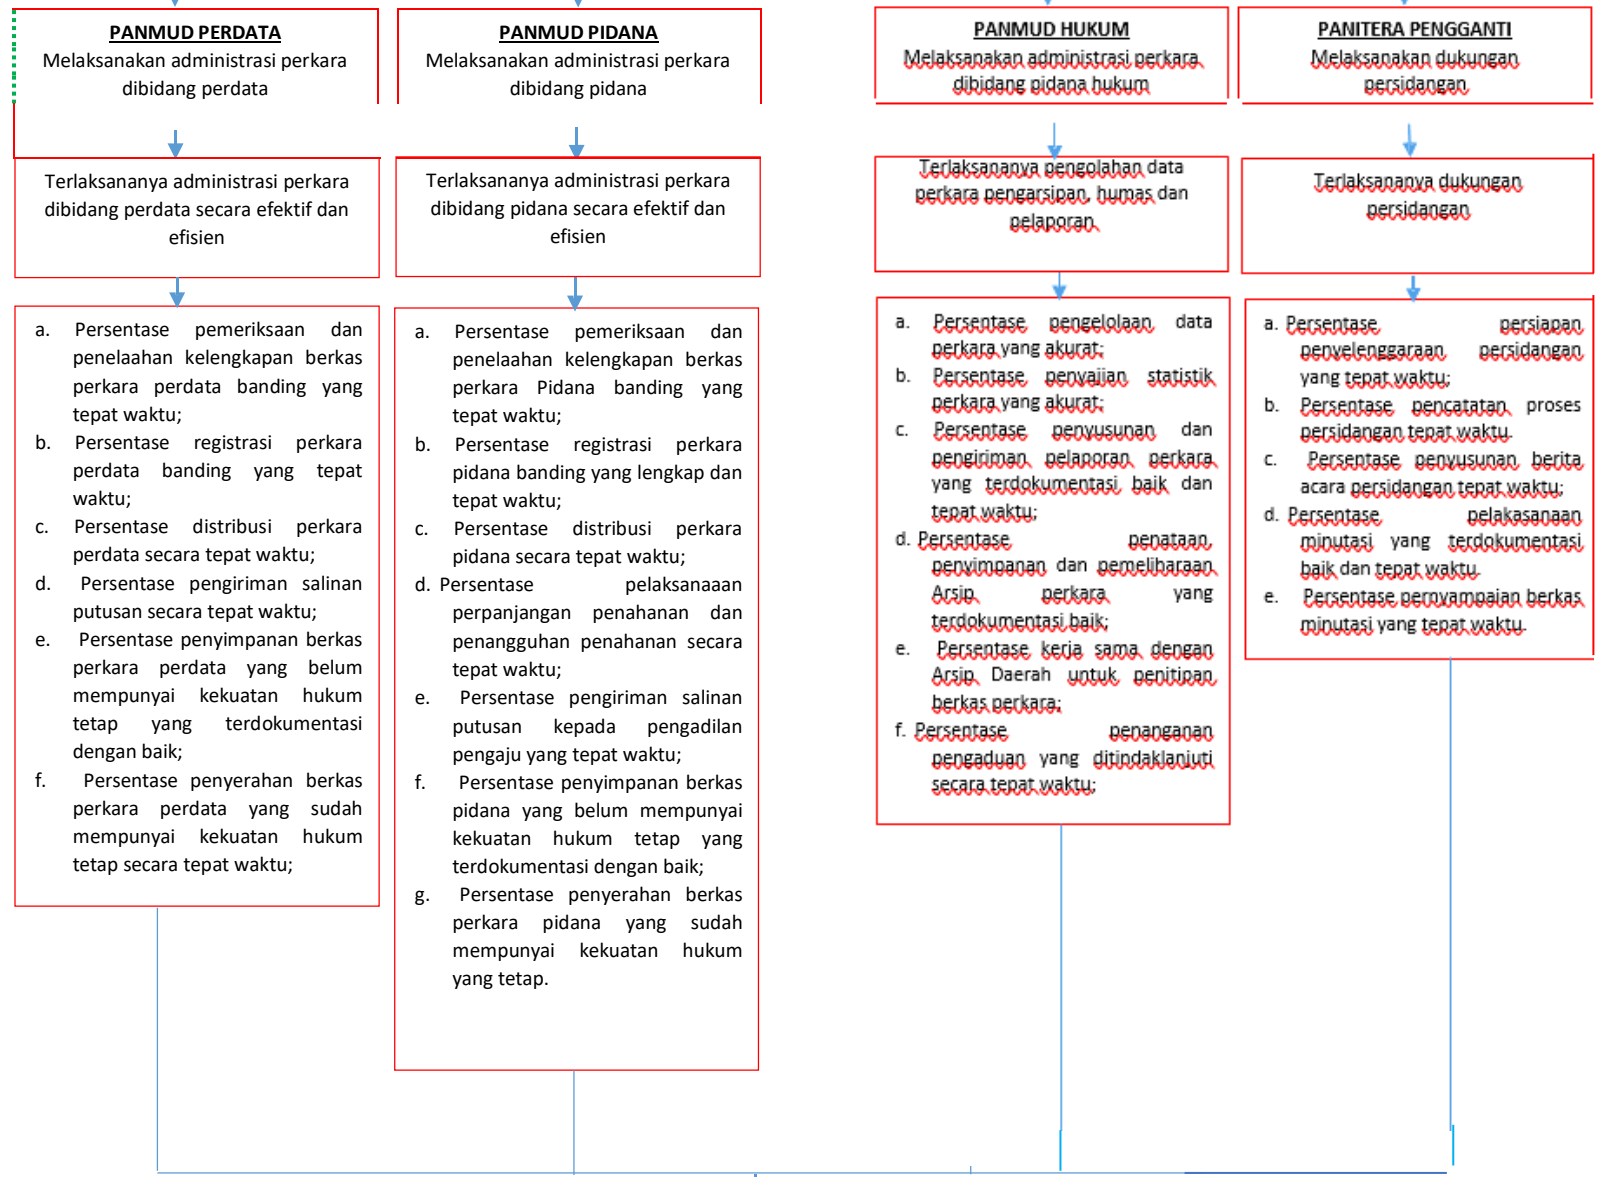 PANMUD PERDATA
Melaksanakan administrasi perkara
dibidang perdata
Terlaksananya administrasi perkara
dibidang perdata secara efektif dan
efisien
a. Persentase pemeriksaan dan
penelaahan kelengkapan berkas
perkara perdata banding yang
tepat waktu;
b. Persentase registrasi perkara
perdata banding yang tepat
waktu;
c. Persentase distribusi perkara
perdata secara tepat waktu;
d. Persentase pengiriman salinan
putusan secara tepat waktu;
e. Persentase penyimpanan berkas
perkara perdata yang belum
mempunyai kekuatan hukum
tetap yang terdokumentasi
dengan baik;
f. Persentase penyerahan berkas
perkara perdata yang sudah
mempunyai kekuatan hukum
tetap secara tepat waktu;
PANMUD PIDANA
Melaksanakan administrasi perkara
dibidang pidana
Terlaksananya administrasi perkara
dibidang pidana secara efektif dan
efisien
a. Persentase pemeriksaan dan
penelaahan kelengkapan berkas
perkara Pidana banding yang
tepat waktu;
b. Persentase registrasi perkara
pidana banding yang lengkap dan
tepat waktu;
c. Persentase distribusi perkara
pidana secara tepat waktu;
d. Persentase pelaksanaaan
perpanjangan penahanan dan
penangguhan penahanan secara
tepat waktu;
e. Persentase pengiriman salinan
putusan kepada pengadilan
pengaju yang tepat waktu;
f. Persentase penyimpanan berkas
pidana yang belum mempunyai
kekuatan hukum tetap yang
terdokumentasi dengan baik;
g. Persentase penyerahan berkas
perkara pidana yang sudah
mempunyai kekuatan hukum
yang tetap.
PANMUD HUKUM
Melaksanakan administrasi perkara
dibidang pidana hukum
Terlaksananya pengolahan data
perkara pengarsipan, humas dan
pelaporan
a. Persentase pengelolaan data
perkara yang akurat;
b. Persentase penyajian statistik
perkara yang akurat;
c. Persentase penyusunan dan
pengiriman pelaporan perkara
yang terdokumentasi baik dan
tepat waktu;
d. Persentase penataan,
penyimpanan dan pemeliharaan
Arsip perkara yang
terdokumentasi baik;
e. Persentase kerja sama dengan
Arsip Daerah untuk penitipan
berkas perkara;
f. Persentase penanganan
pengaduan yang ditindaklanjuti
secara tepat waktu;
PANITERA PENGGANTI
Melaksanakan dukungan
persidangan
Terlaksananya dukungan
persidangan
a. Persentase persiapan
penyelenggaraan persidangan
yang tepat waktu;
b. Persentase pencatatan proses
persidangan tepat waktu.
c. Persentase penyusunan berita
acara persidangan tepat waktu;
d. Persentase pelakasanaan
minutasi yang terdokumentasi
baik dan tepat waktu.
e. Persentase pernyampaian berkas
minutasi yang tepat waktu.